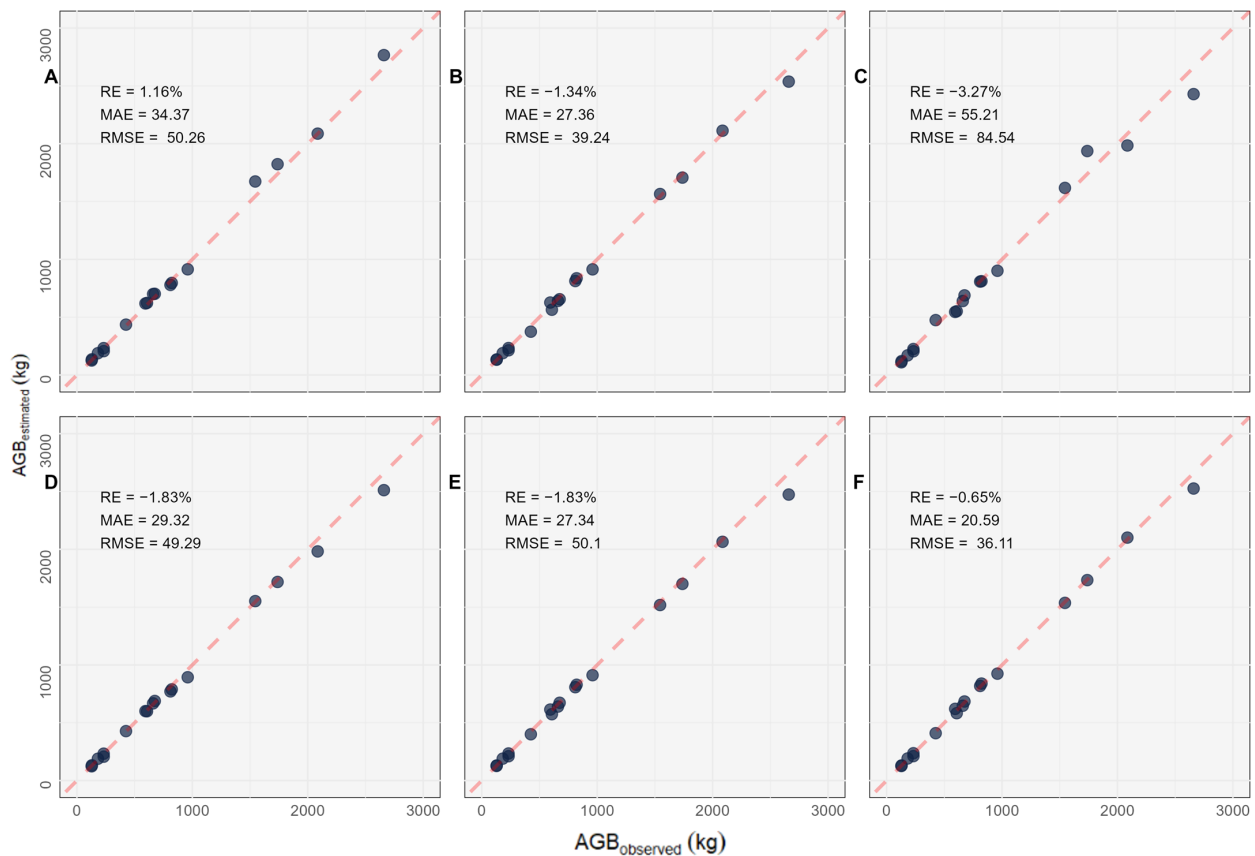 A
RE = 1.16%
MAE = 34.37
RMSE =  50.26
B
RE = −1.34%
MAE = 27.36
RMSE =  39.24
C
RE = −3.27%
MAE = 55.21
RMSE =  84.54
3000
2000
1000
0
AGBestimated (kg)
D
RE = −1.83%
MAE = 29.32
RMSE = 49.29
E
RE = −1.83%
MAE = 27.34
RMSE =  50.1
F
RE = −0.65%
MAE = 20.59
RMSE =  36.11
3000
2000
1000
0
0 1000 2000 3000
0 1000 2000 3000
0 1000 2000 3000
AGBobserved (kg)